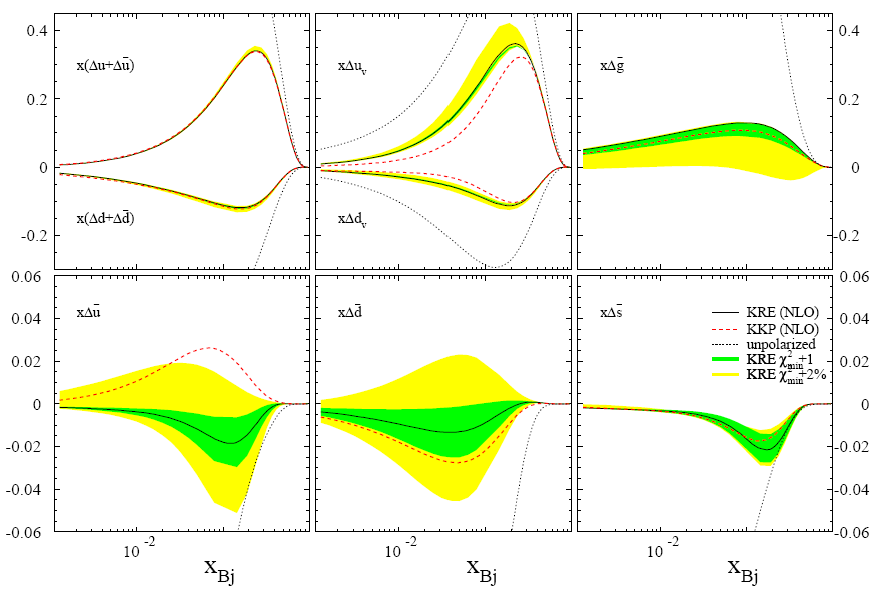 x(Δu+Δū)
xΔu_v
xΔḡ
0.4
0.4
0.2
0.2
0
0
x(Δd+Δd̄)
xΔd_v
-0.2
-0.2
0.06
0.06
xΔū
xΔd̄
xΔs̄
KRE (NLO)
KKP (NLO)
unpolarized
KRE χ²min+1
KRE χ²min+2%
0.04
0.04
0.02
0.02
0
0
-0.02
-0.02
-0.04
-0.04
-0.06
-0.06
10⁻² 10⁻² 10⁻²
x_Bj x_Bj x_Bj